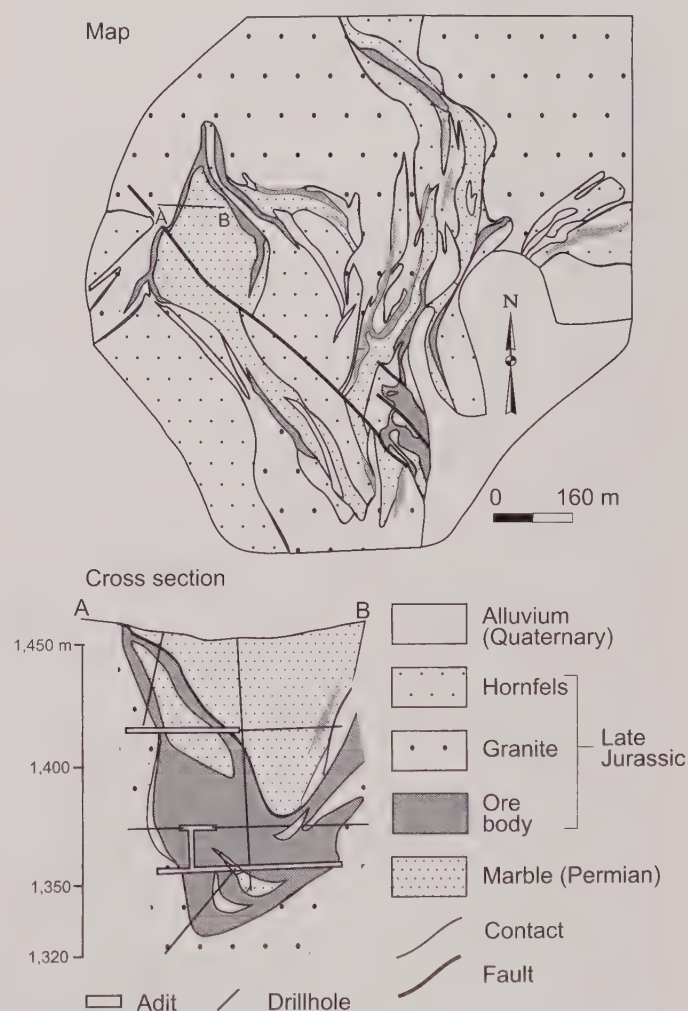 Map
A
B
N
0 160 m
Cross section
A
B
1,450 m
1,400
1,350
1,320
Alluvium
(Quaternary)
Hornfels
Granite
Late
Jurassic
Ore
body
Marble (Permian)
Contact
Fault
Adit
Drillhole